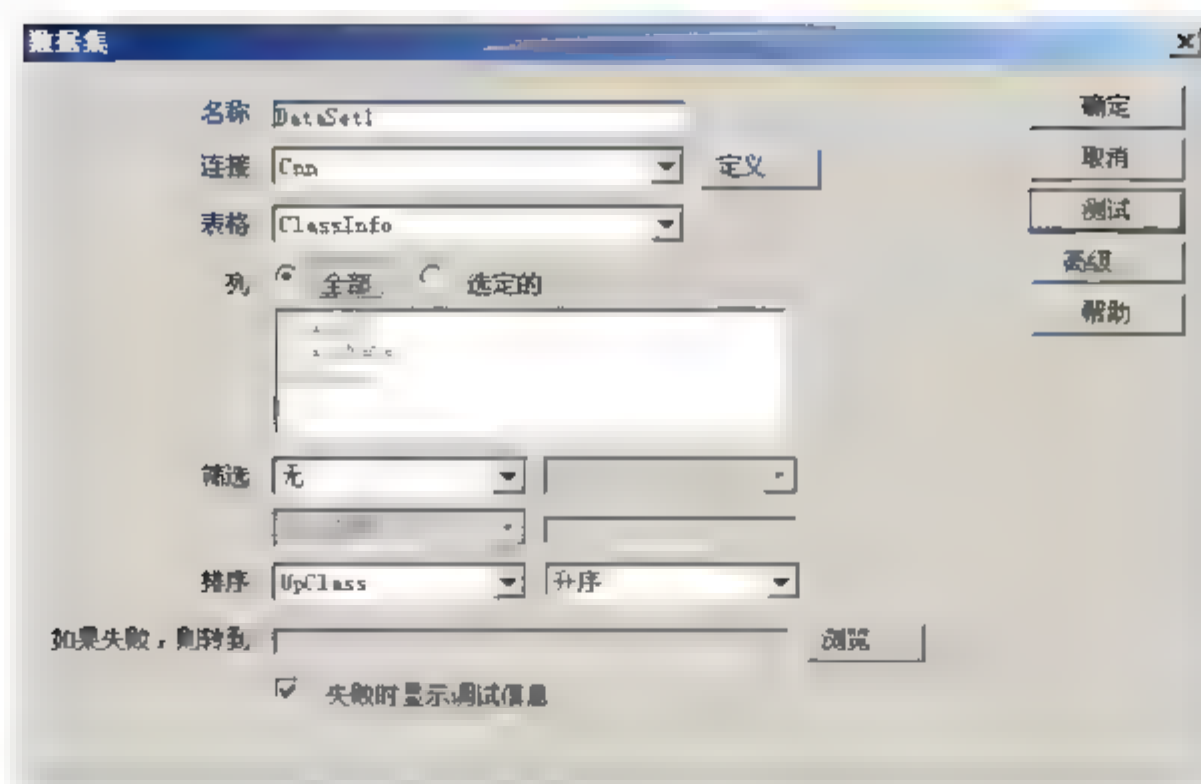 数据集
名称 DataSet1 确定
连接 Cnn 定义 取消
表格 ClassInfo 测试
列 全部 选定的 高级
帮助
筛选 无
排序 UpClass 升序
如果失败，则转到 浏览
失败时显示调试信息